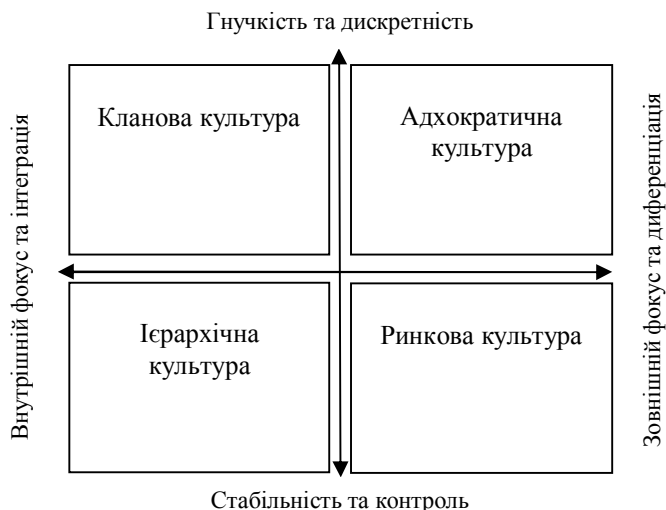 Гнучкість та дискретність
Кланова культура
Адхократична
культура
Внутрішній фокус та інтеграція
Зовнішній фокус та диференціація
Ієрархічна
культура
Ринкова культура
Стабільність та контроль